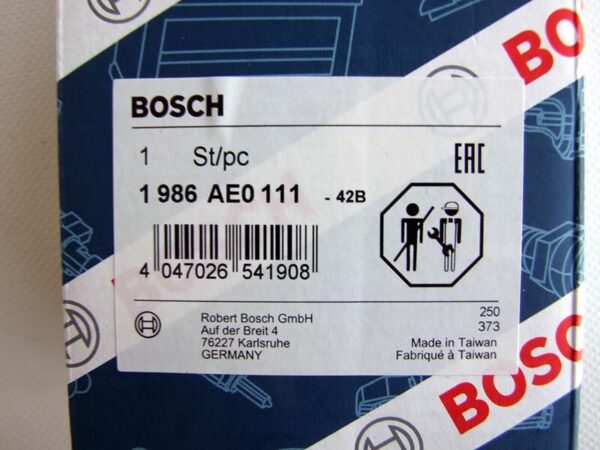 BOSCH
BOSCH
1 St/pc
EAC
1 986 AE0 111 - 42B
4 047026 541908
Robert Bosch GmbH
Auf der Breit 4
76227 Karlsruhe
GERMANY
250
373
Made in Taiwan
Fabriqué à Taiwan
BOSCH